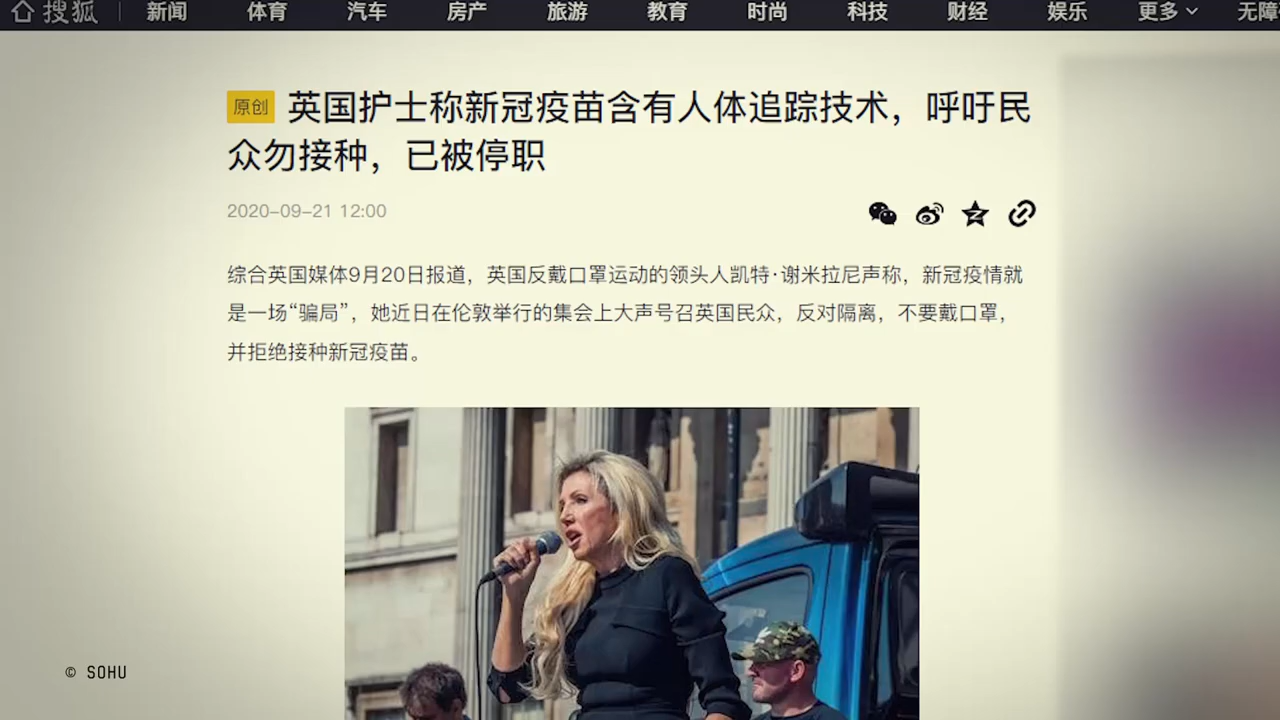 搜狐 新闻 体育 汽车 房产 旅游 教育 时尚 科技 财经 娱乐 更多 无障
原创 英国护士称新冠疫苗含有人体追踪技术，呼吁民
众勿接种，已被停职
2020-09-21 12:00
综合英国媒体9月20日报道，英国反戴口罩运动的领头人凯特·谢米拉尼声称，新冠疫情就
是一场“骗局”，她近日在伦敦举行的集会上大声号召英国民众，反对隔离，不要戴口罩，
并拒绝接种新冠疫苗。
© SOHU